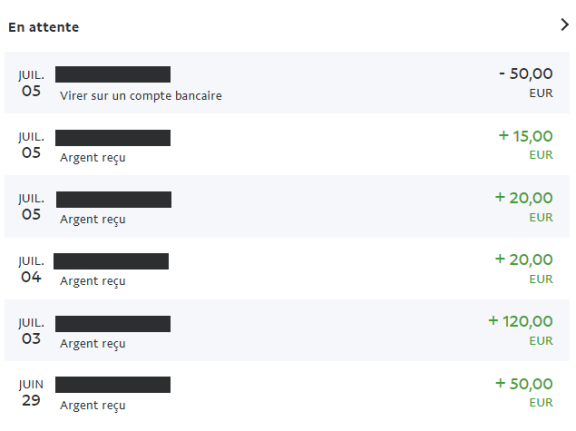 En attente
JUIL.
05
Virer sur un compte bancaire
- 50,00
EUR
JUIL.
05
Argent reçu
+ 15,00
EUR
JUIL.
05
Argent reçu
+ 20,00
EUR
JUIL.
04
Argent reçu
+ 20,00
EUR
JUIL.
03
Argent reçu
+ 120,00
EUR
JUIN
29
Argent reçu
+ 50,00
EUR